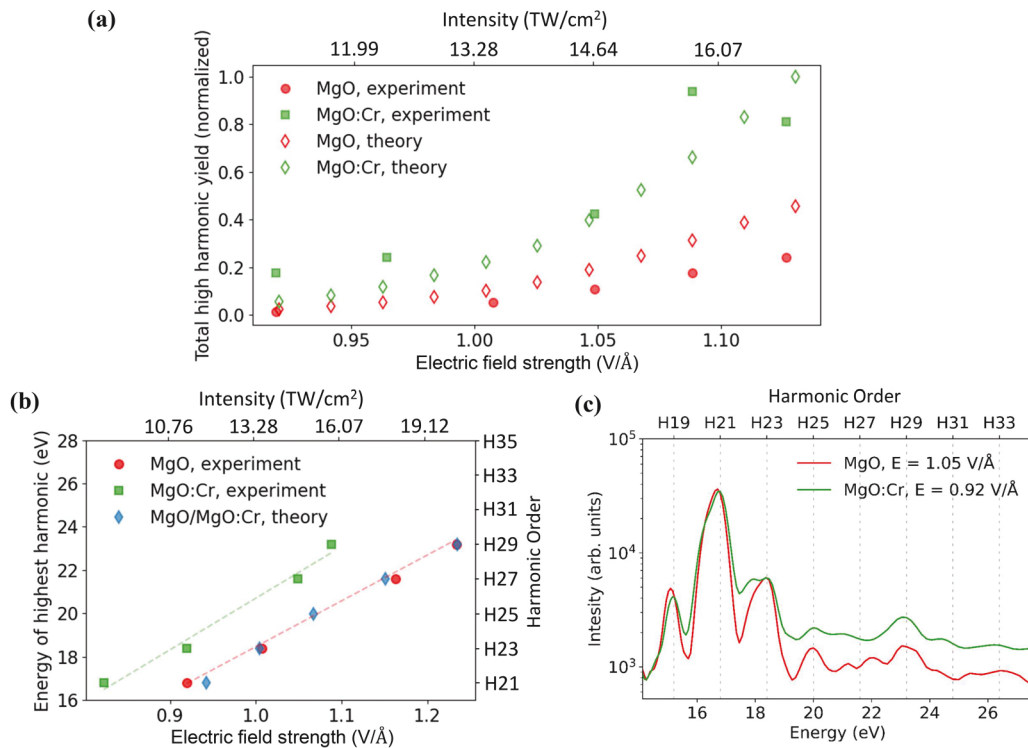 (a)
Intensity (TW/cm²)
11.99 13.28 14.64 16.07
Total high harmonic yield (normalized)
1.0
0.8
0.6
0.4
0.2
0.0
MgO, experiment
MgO:Cr, experiment
MgO, theory
MgO:Cr, theory
0.95 1.00 1.05 1.10
Electric field strength (V/Å)
(b)
Intensity (TW/cm²)
10.76 13.28 16.07 19.12
Energy of highest harmonic (eV)
28
26
24
22
20
18
16
MgO, experiment
MgO:Cr, experiment
MgO/MgO:Cr, theory
H35
H33
H31
H29
H27
H25
H23
H21
Harmonic Order
0.9 1.0 1.1 1.2
Electric field strength (V/Å)
(c)
Harmonic Order
H19 H21 H23 H25 H27 H29 H31 H33
Intesity (arb. units)
10⁵
10⁴
10³
MgO, E = 1.05 V/Å
MgO:Cr, E = 0.92 V/Å
16 18 20 22 24 26
Energy (eV)